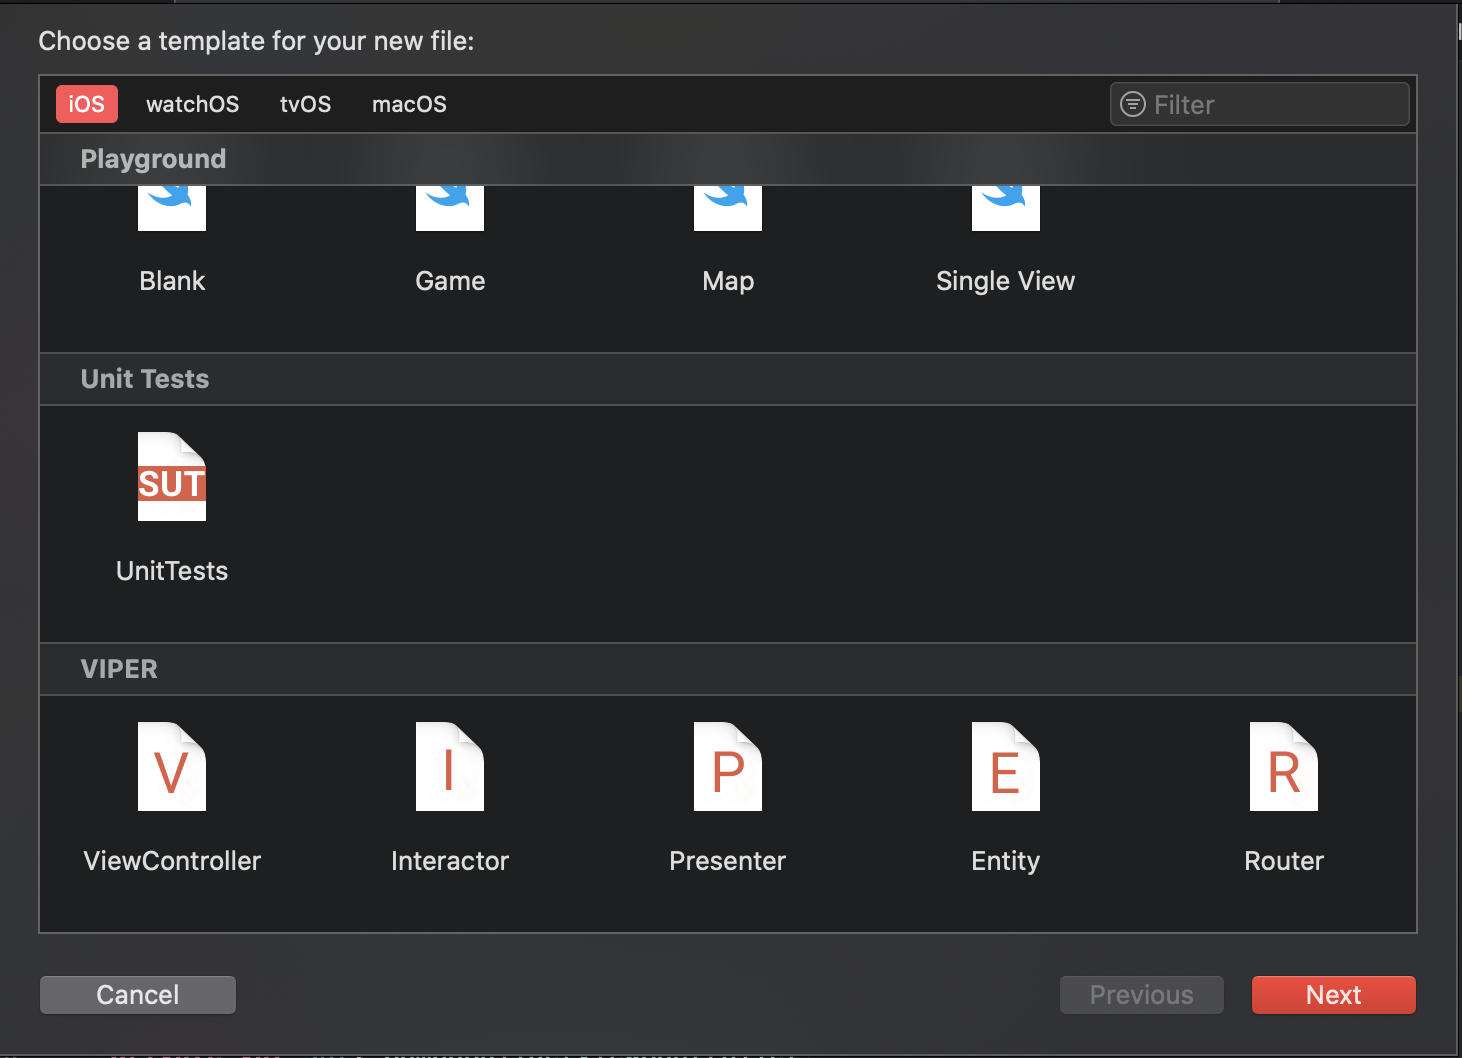 Choose a template for your new file:
iOS watchOS tvOS macOS Filter
Playground
Blank Game Map Single View
Unit Tests
SUT
UnitTests
VIPER
V I P E R
ViewController Interactor Presenter Entity Router
Cancel Previous Next